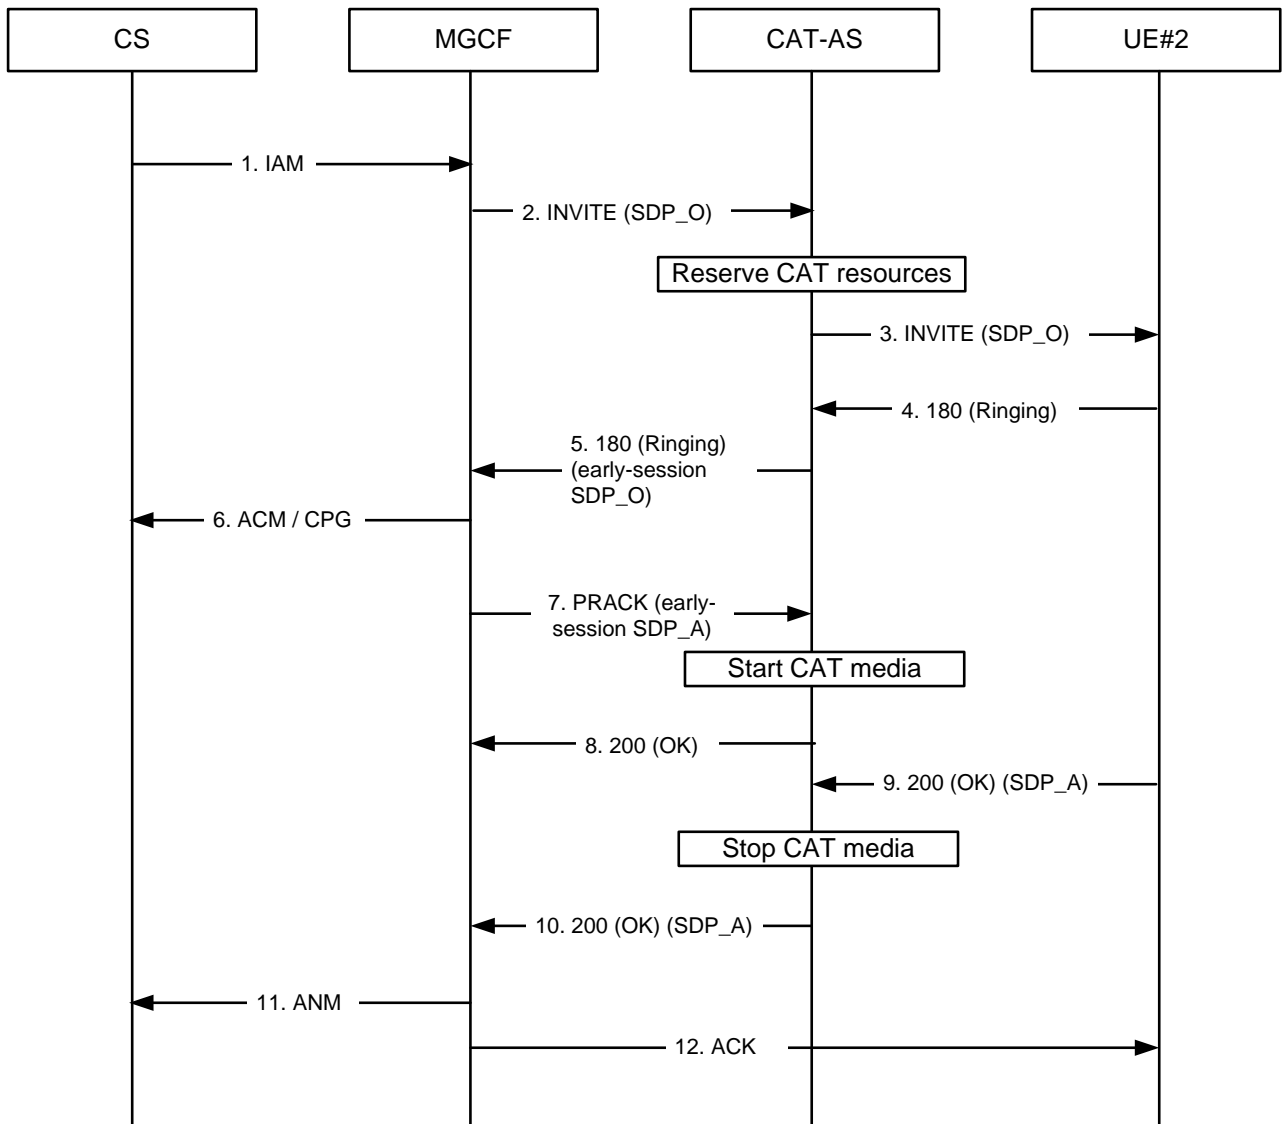 CS
MGCF
CAT-AS
UE#2
1. IAM
2. INVITE (SDP_O)
Reserve CAT resources
3. INVITE (SDP_O)
4. 180 (Ringing)
5. 180 (Ringing)
(early-session
SDP_O)
6. ACM / CPG
7. PRACK (early-
session SDP_A)
Start CAT media
8. 200 (OK)
9. 200 (OK) (SDP_A)
Stop CAT media
10. 200 (OK) (SDP_A)
11. ANM
12. ACK